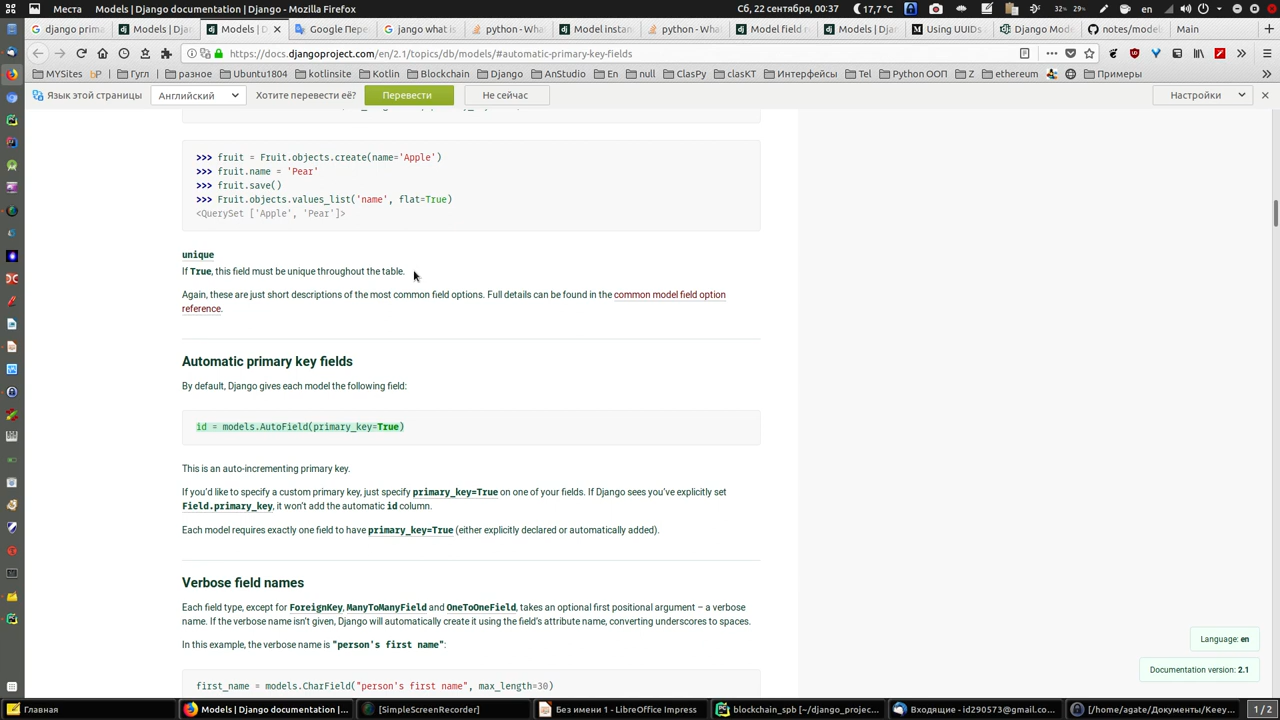 Места Models | Django documentation | Django - Mozilla Firefox Сб, 22 сентября, 00:37 17,7°C 32% 29% en
django prima Models | D Models | D Google Пере jango what is python - Wha Model instan python - Wha Model field r Models | D Using UUIDs Django Mode notes/model Main
https://docs.djangoproject.com/en/2.1/topics/db/models/#automatic-primary-key-fields
MYSites bP Гугл разное Ubuntu1804 kotlinsite Kotlin Blockchain Django AnStudio En null ClasPy clasKT Интерфейсы Tel Python ООП Z ethereum Примеры
Язык этой страницы Английский Хотите перевести её? Перевести Не сейчас Настройки
>>> fruit = Fruit.objects.create(name='Apple')
>>> fruit.name = 'Pear'
>>> fruit.save()
>>> Fruit.objects.values_list('name', flat=True)
<QuerySet ['Apple', 'Pear']>
unique
If True, this field must be unique throughout the table.
Again, these are just short descriptions of the most common field options. Full details can be found in the common model field option
reference.
Automatic primary key fields
By default, Django gives each model the following field:
id = models.AutoField(primary_key=True)
This is an auto-incrementing primary key.
If you'd like to specify a custom primary key, just specify primary_key=True on one of your fields. If Django sees you've explicitly set
Field.primary_key, it won't add the automatic id column.
Each model requires exactly one field to have primary_key=True (either explicitly declared or automatically added).
Verbose field names
Each field type, except for ForeignKey, ManyToManyField and OneToOneField, takes an optional first positional argument – a verbose
name. If the verbose name isn't given, Django will automatically create it using the field's attribute name, converting underscores to spaces.
In this example, the verbose name is "person's first name":
first_name = models.CharField("person's first name", max_length=30)
Language: en
Documentation version: 2.1
Главная Models | Django documentation |... [SimpleScreenRecorder] Без имени 1 - LibreOffice Impress blockchain_spb [~/django_projec... Входящие - id290573@gmail.co... [/home/agate/Документы/Keey... 1 / 2